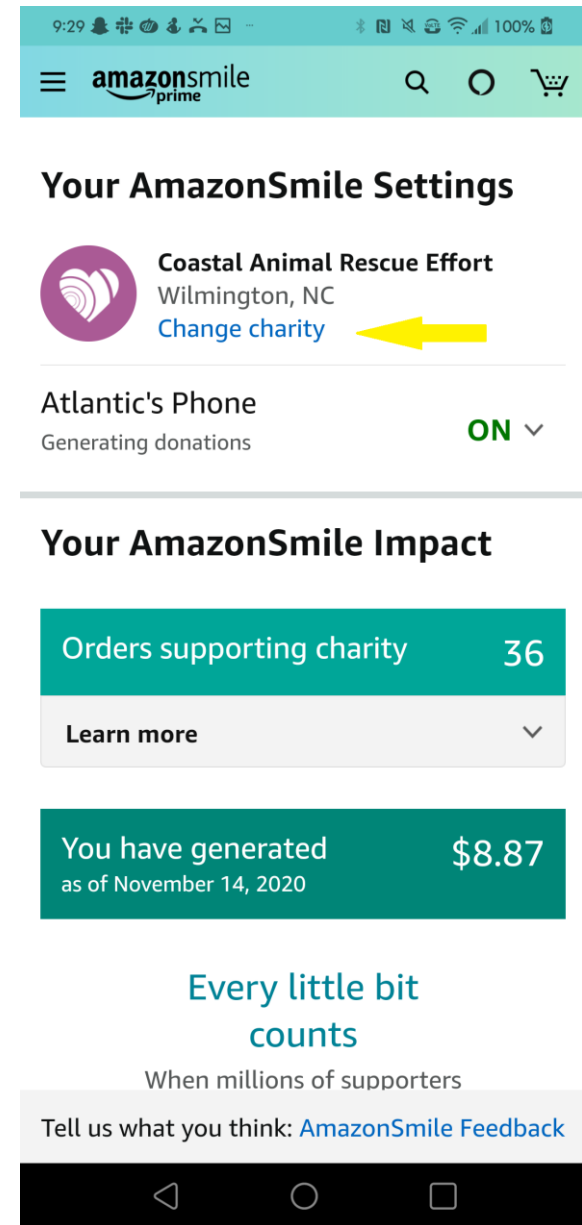 9:29 100%
amazonsmile
prime
Your AmazonSmile Settings
Coastal Animal Rescue Effort
Wilmington, NC
Change charity
Atlantic's Phone
Generating donations
ON
Your AmazonSmile Impact
Orders supporting charity 36
Learn more
You have generated $8.87
as of November 14, 2020
Every little bit
counts
When millions of supporters
Tell us what you think: AmazonSmile Feedback